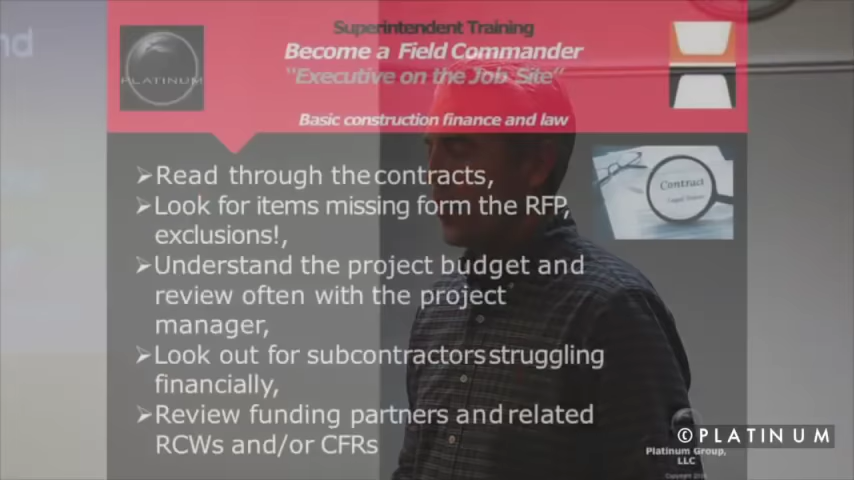 nd
Superintendent Training
Become a Field Commander
"Executive on the Job Site"
PLATINUM
Basic construction finance and law
➢Read through the contracts,
Contract
➢Look for items missing form the RFP,
exclusions!,
➢Understand the project budget and
review often with the project
manager,
➢Look out for subcontractors struggling
financially,
➢Review funding partners and related
RCWs and/or CFRs
©PLATINUM
Platinum Group,
LLC
Copyright